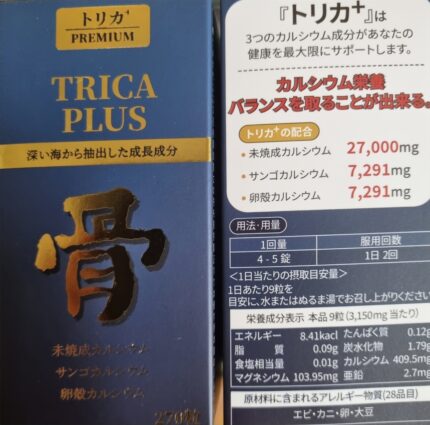 トリカ⁺
PREMIUM
TRICA
PLUS
深い海から抽出した成長成分
骨
未焼成カルシウム
サンゴカルシウム
卵殻カルシウム
270粒
『トリカ⁺』は
3つのカルシウム成分があなたの
健康を最大限にサポートします。
カルシウム栄養
バランスを取ることが出来る。
トリカ⁺の配合
・未焼成カルシウム 27,000mg
・サンゴカルシウム 7,291mg
・卵殻カルシウム 7,291mg
用法・用量
1回量 服用回数
4 - 5 錠 1日 2回
<1日当たりの摂取目安量>
1日あたり9粒を
目安に、水またはぬるま湯でお召し上がりください
栄養成分表示 本品9粒(3,150mg当たり)
エネルギー 8.41kacl たんぱく質 0.12g
脂質 0.09g 炭水化物 1.79g
食塩相当量 0.01g カルシウム 409.5mg
マグネシウム 103.95mg 亜鉛 2.7mg
原材料に含まれるアレルギー物質(28品目)
エビ・カニ・卵・大豆